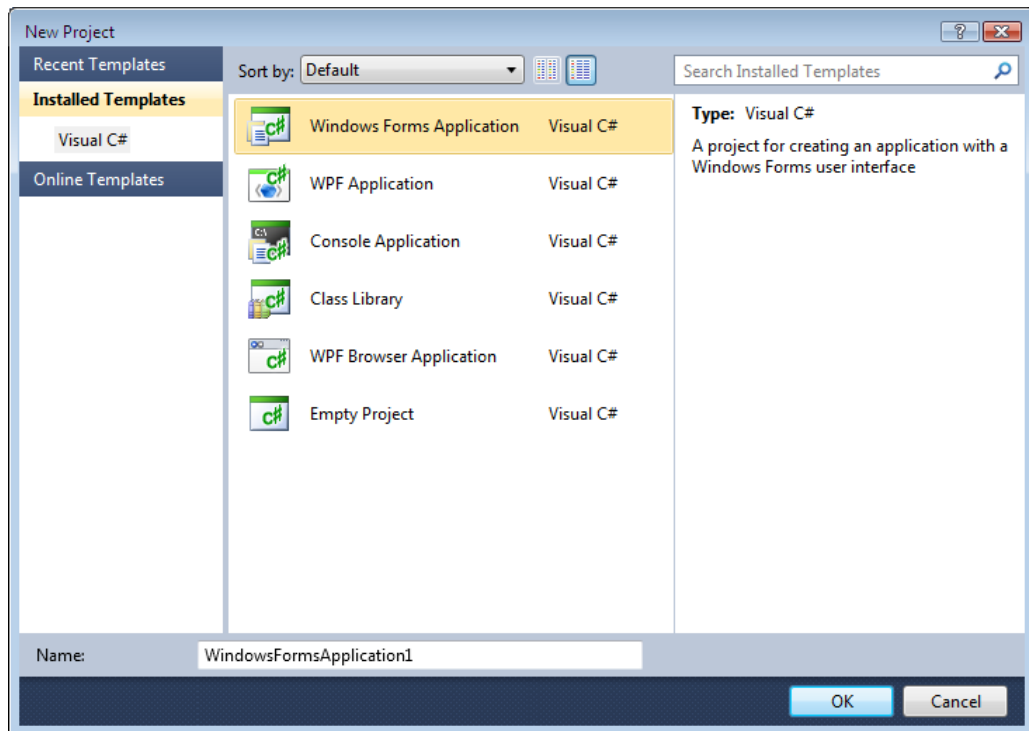 New Project
Recent Templates
Installed Templates
Visual C#
Online Templates
Sort by: Default
Search Installed Templates
Windows Forms Application Visual C#
WPF Application Visual C#
Console Application Visual C#
Class Library Visual C#
WPF Browser Application Visual C#
Empty Project Visual C#
Type: Visual C#
A project for creating an application with a
Windows Forms user interface
Name: WindowsFormsApplication1
OK Cancel